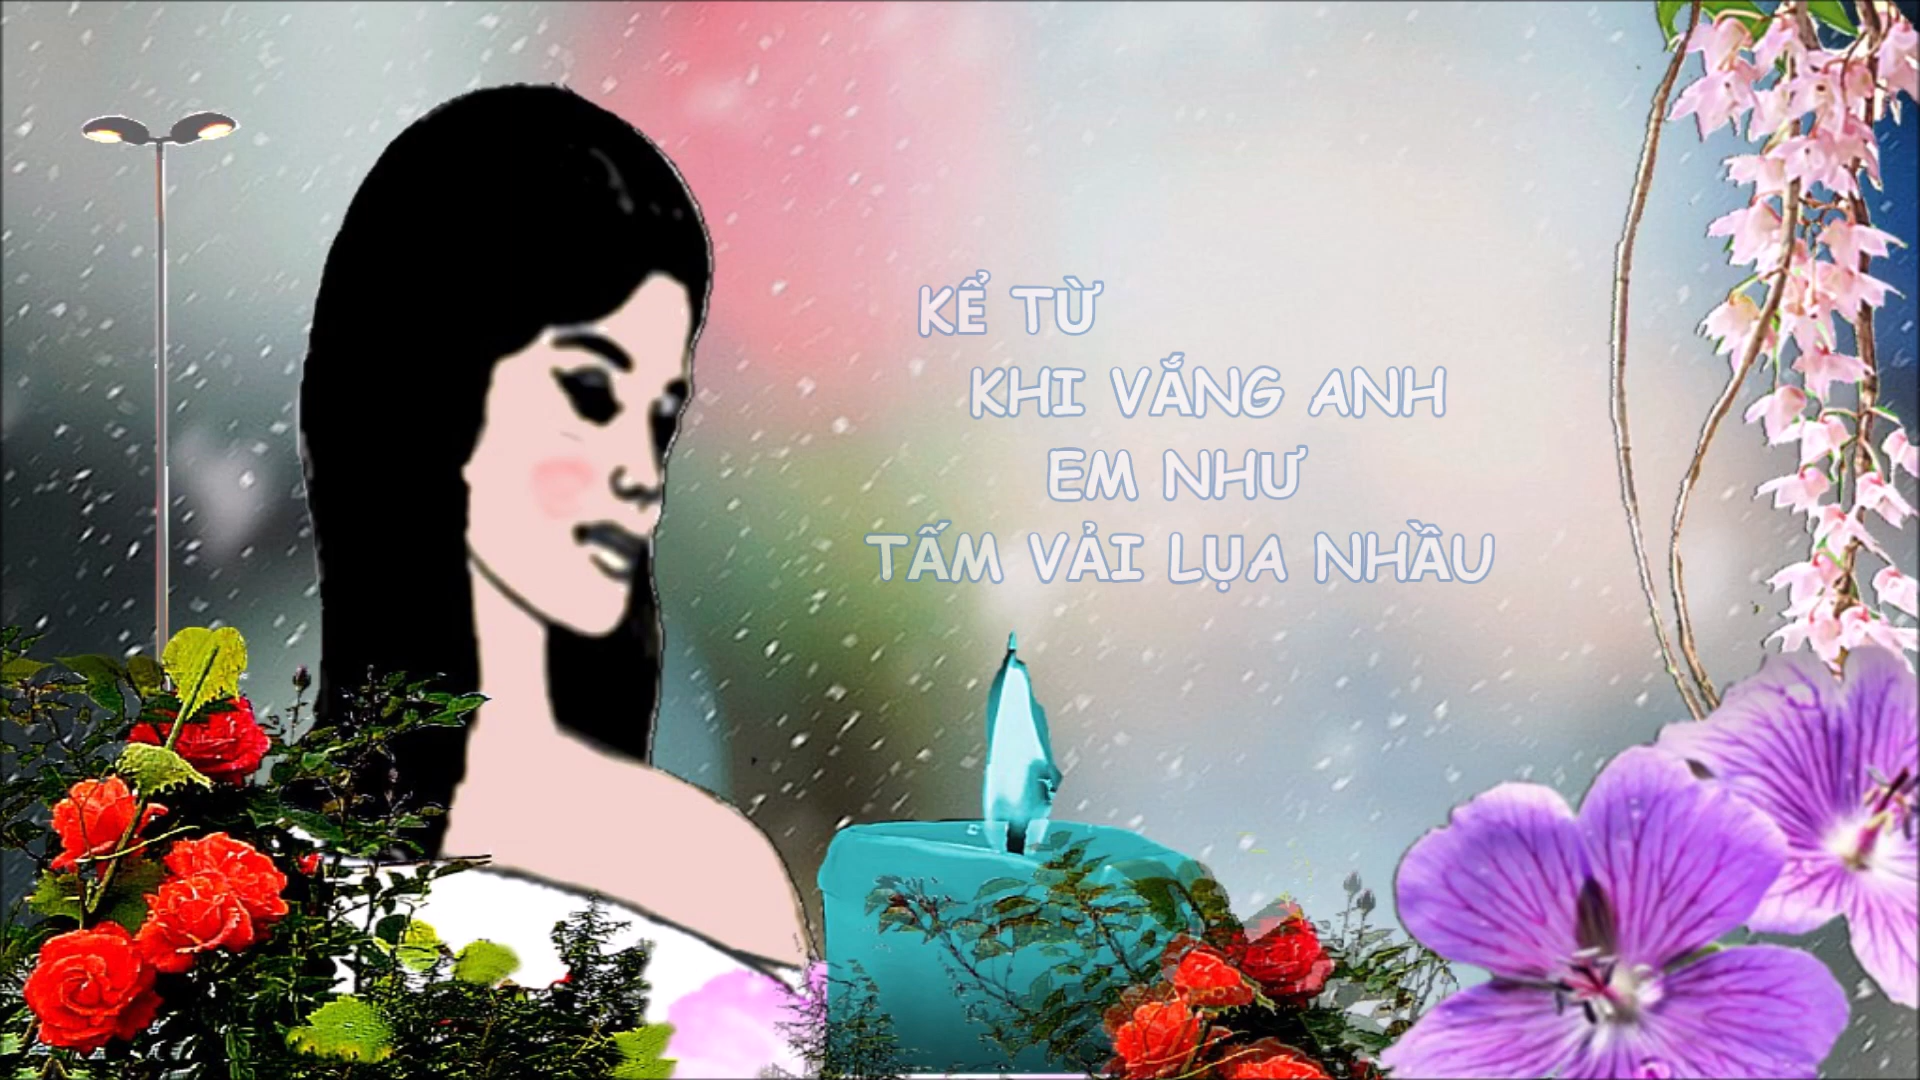 KỂ TỪ
KHI VẮNG ANH
EM NHƯ
TẤM VẢI LỤA NHẦU